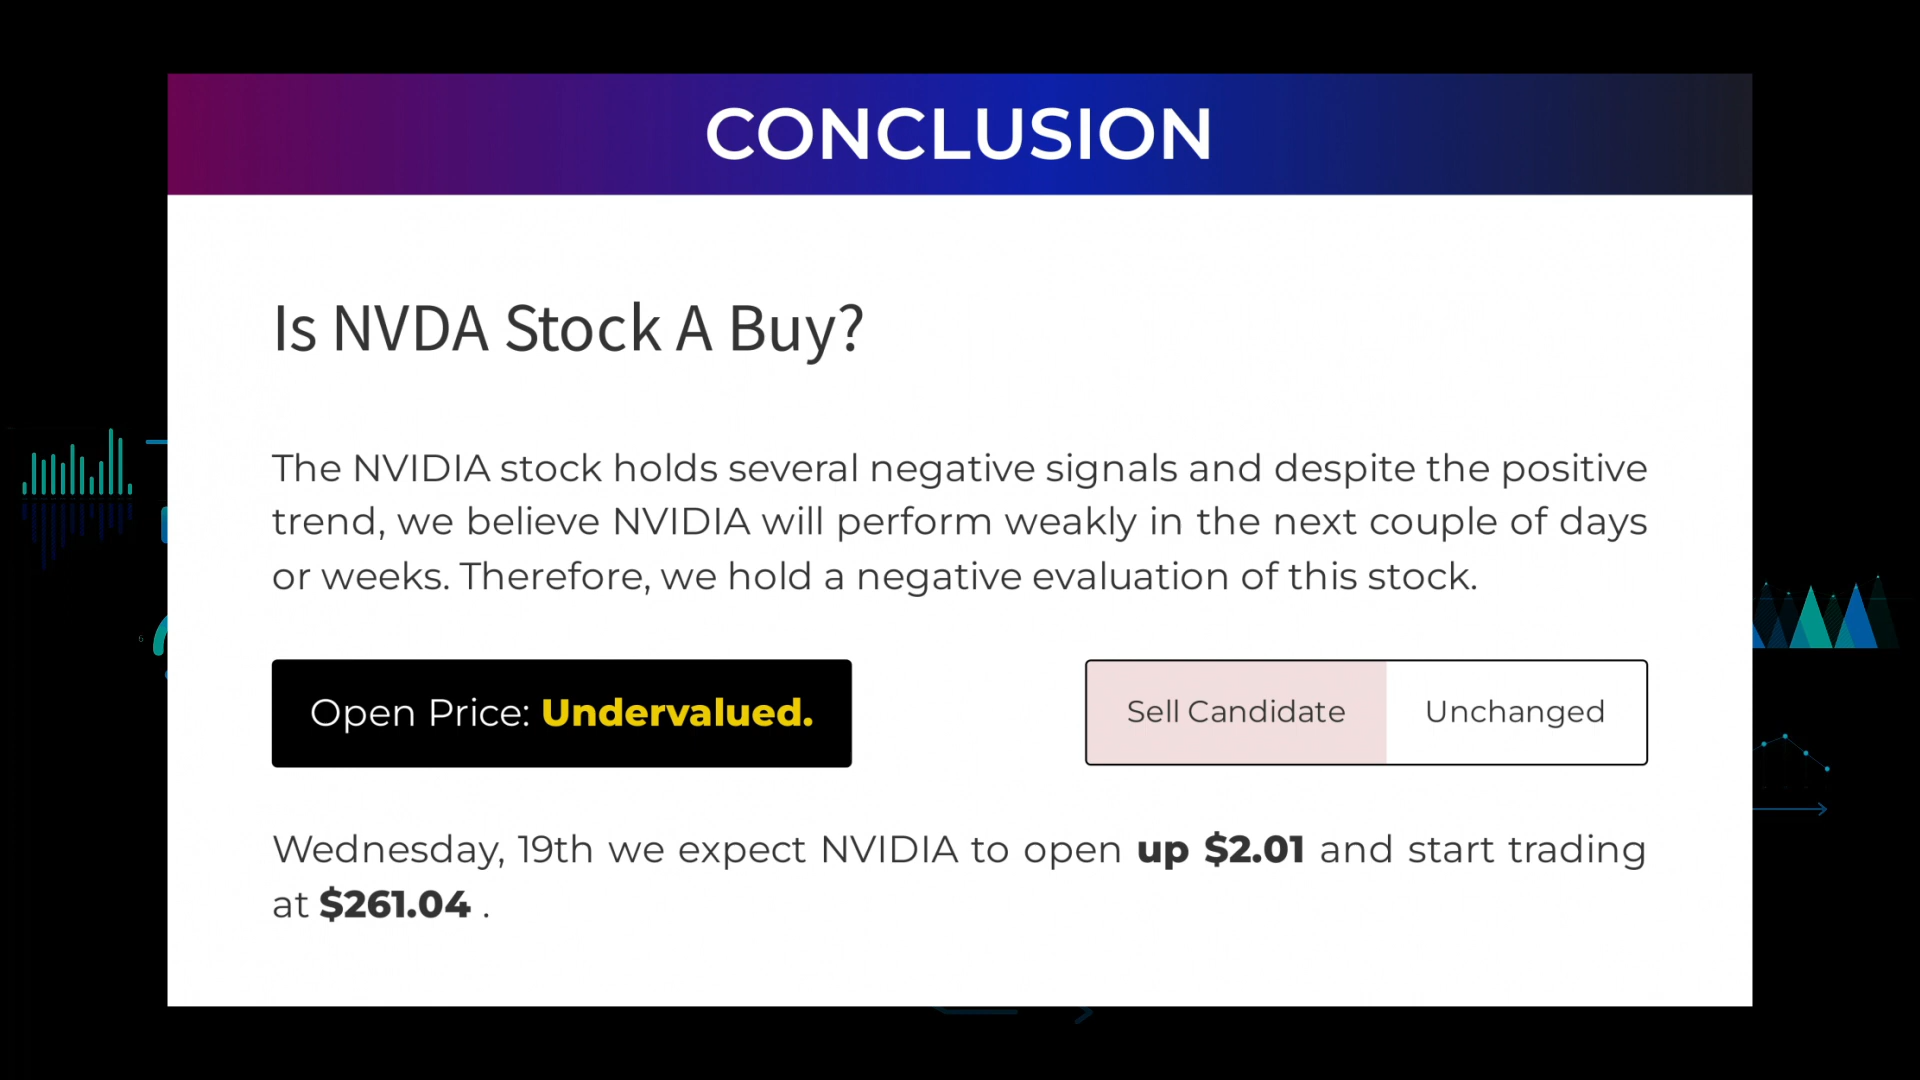 CONCLUSION
Is NVDA Stock A Buy?
The NVIDIA stock holds several negative signals and despite the positive
trend, we believe NVIDIA will perform weakly in the next couple of days
or weeks. Therefore, we hold a negative evaluation of this stock.
Open Price: Undervalued.
Sell Candidate Unchanged
Wednesday, 19th we expect NVIDIA to open up $2.01 and start trading
at $261.04 .
6